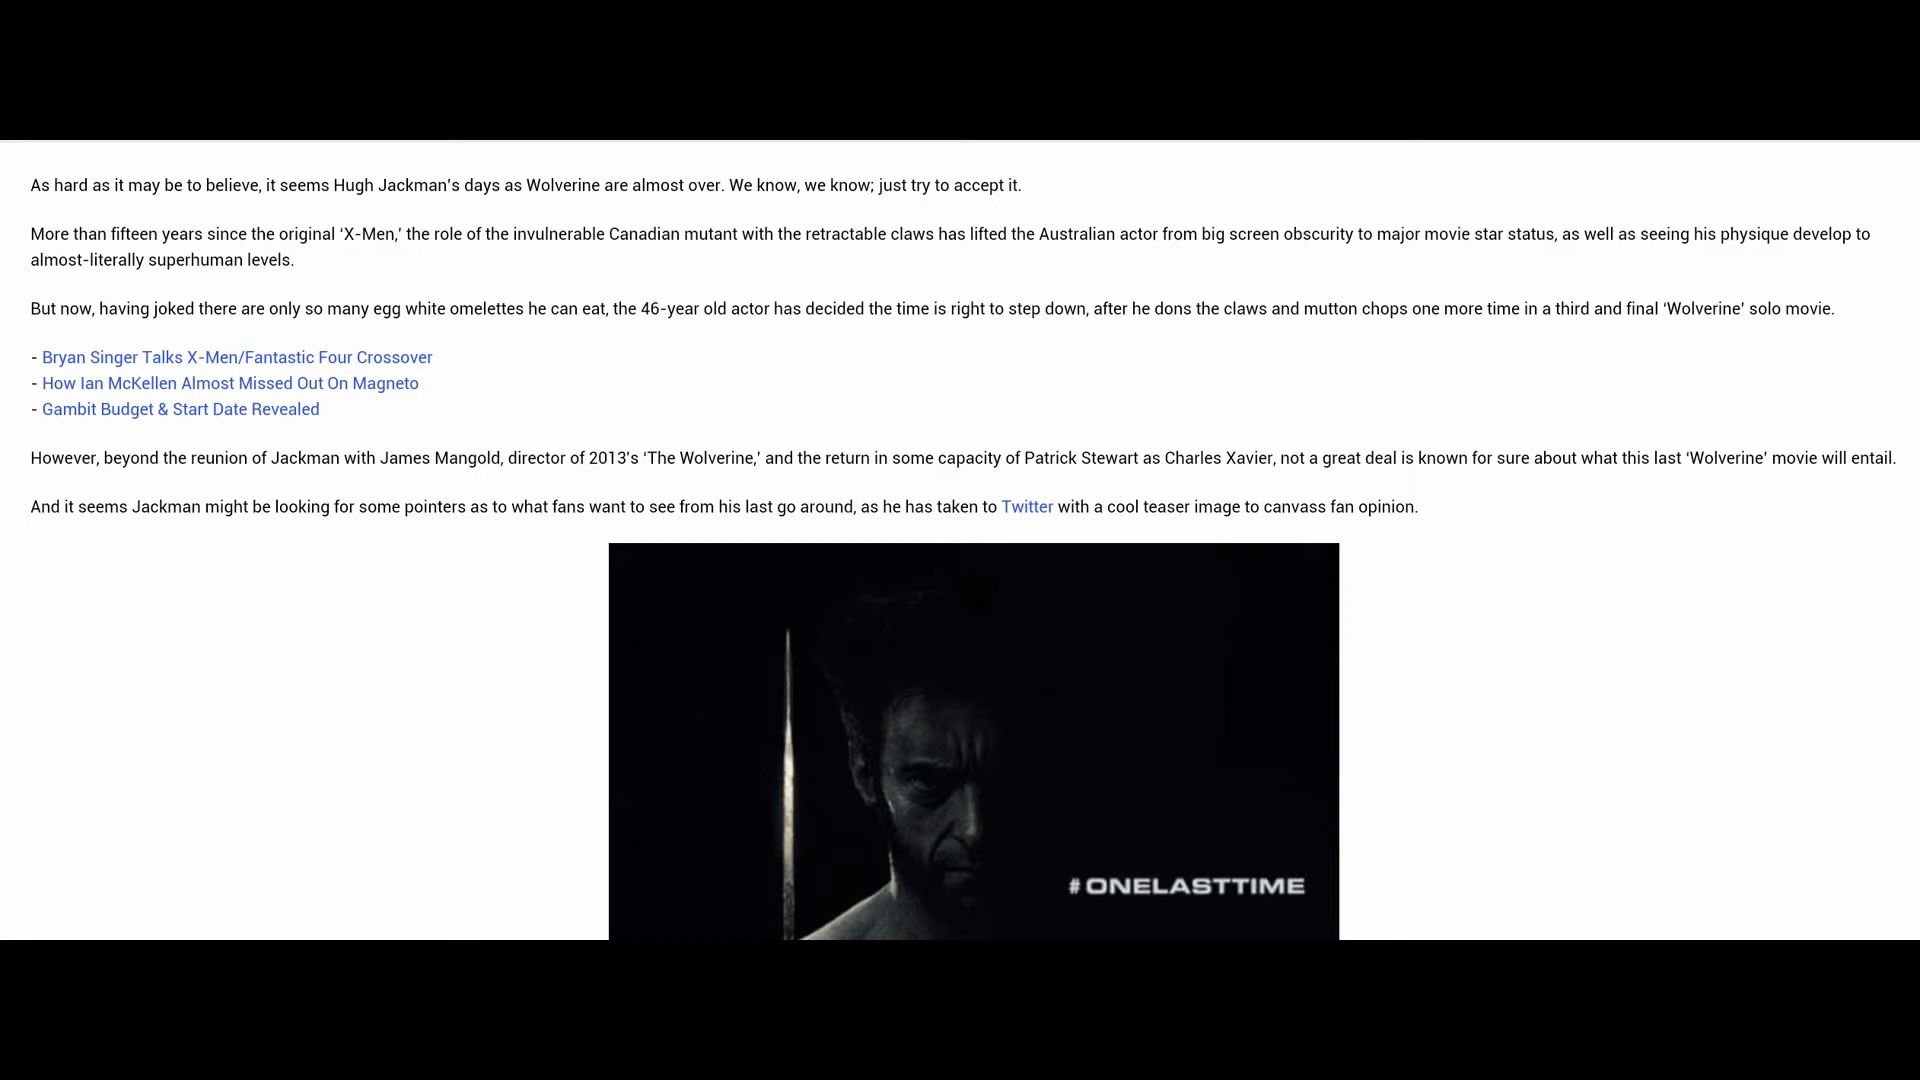 As hard as it may be to believe, it seems Hugh Jackman's days as Wolverine are almost over. We know, we know; just try to accept it.
More than fifteen years since the original ‘X-Men,’ the role of the invulnerable Canadian mutant with the retractable claws has lifted the Australian actor from big screen obscurity to major movie star status, as well as seeing his physique develop to
almost-literally superhuman levels.
But now, having joked there are only so many egg white omelettes he can eat, the 46-year old actor has decided the time is right to step down, after he dons the claws and mutton chops one more time in a third and final ‘Wolverine’ solo movie.
- Bryan Singer Talks X-Men/Fantastic Four Crossover
- How Ian McKellen Almost Missed Out On Magneto
- Gambit Budget & Start Date Revealed
However, beyond the reunion of Jackman with James Mangold, director of 2013's ‘The Wolverine,’ and the return in some capacity of Patrick Stewart as Charles Xavier, not a great deal is known for sure about what this last ‘Wolverine’ movie will entail.
And it seems Jackman might be looking for some pointers as to what fans want to see from his last go around, as he has taken to Twitter with a cool teaser image to canvass fan opinion.
#ONELASTTIME